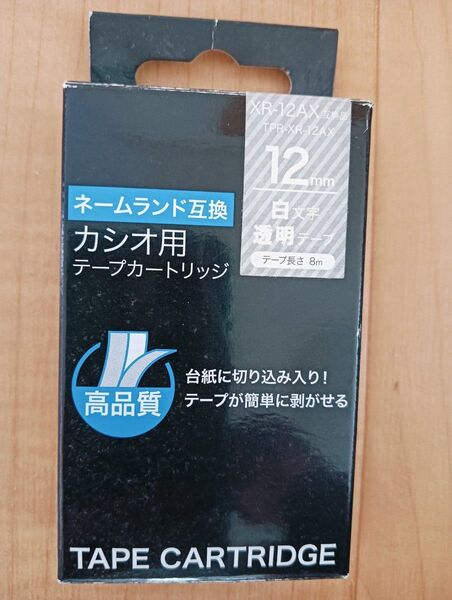 XR-12AX互換品
TPR-XR-12AX
12mm
白文字
透明テープ
テープ長さ 8m
ネームランド互換
カシオ用
テープカートリッジ
高品質
台紙に切り込み入り!
テープが簡単に剥がせる
TAPE CARTRIDGE